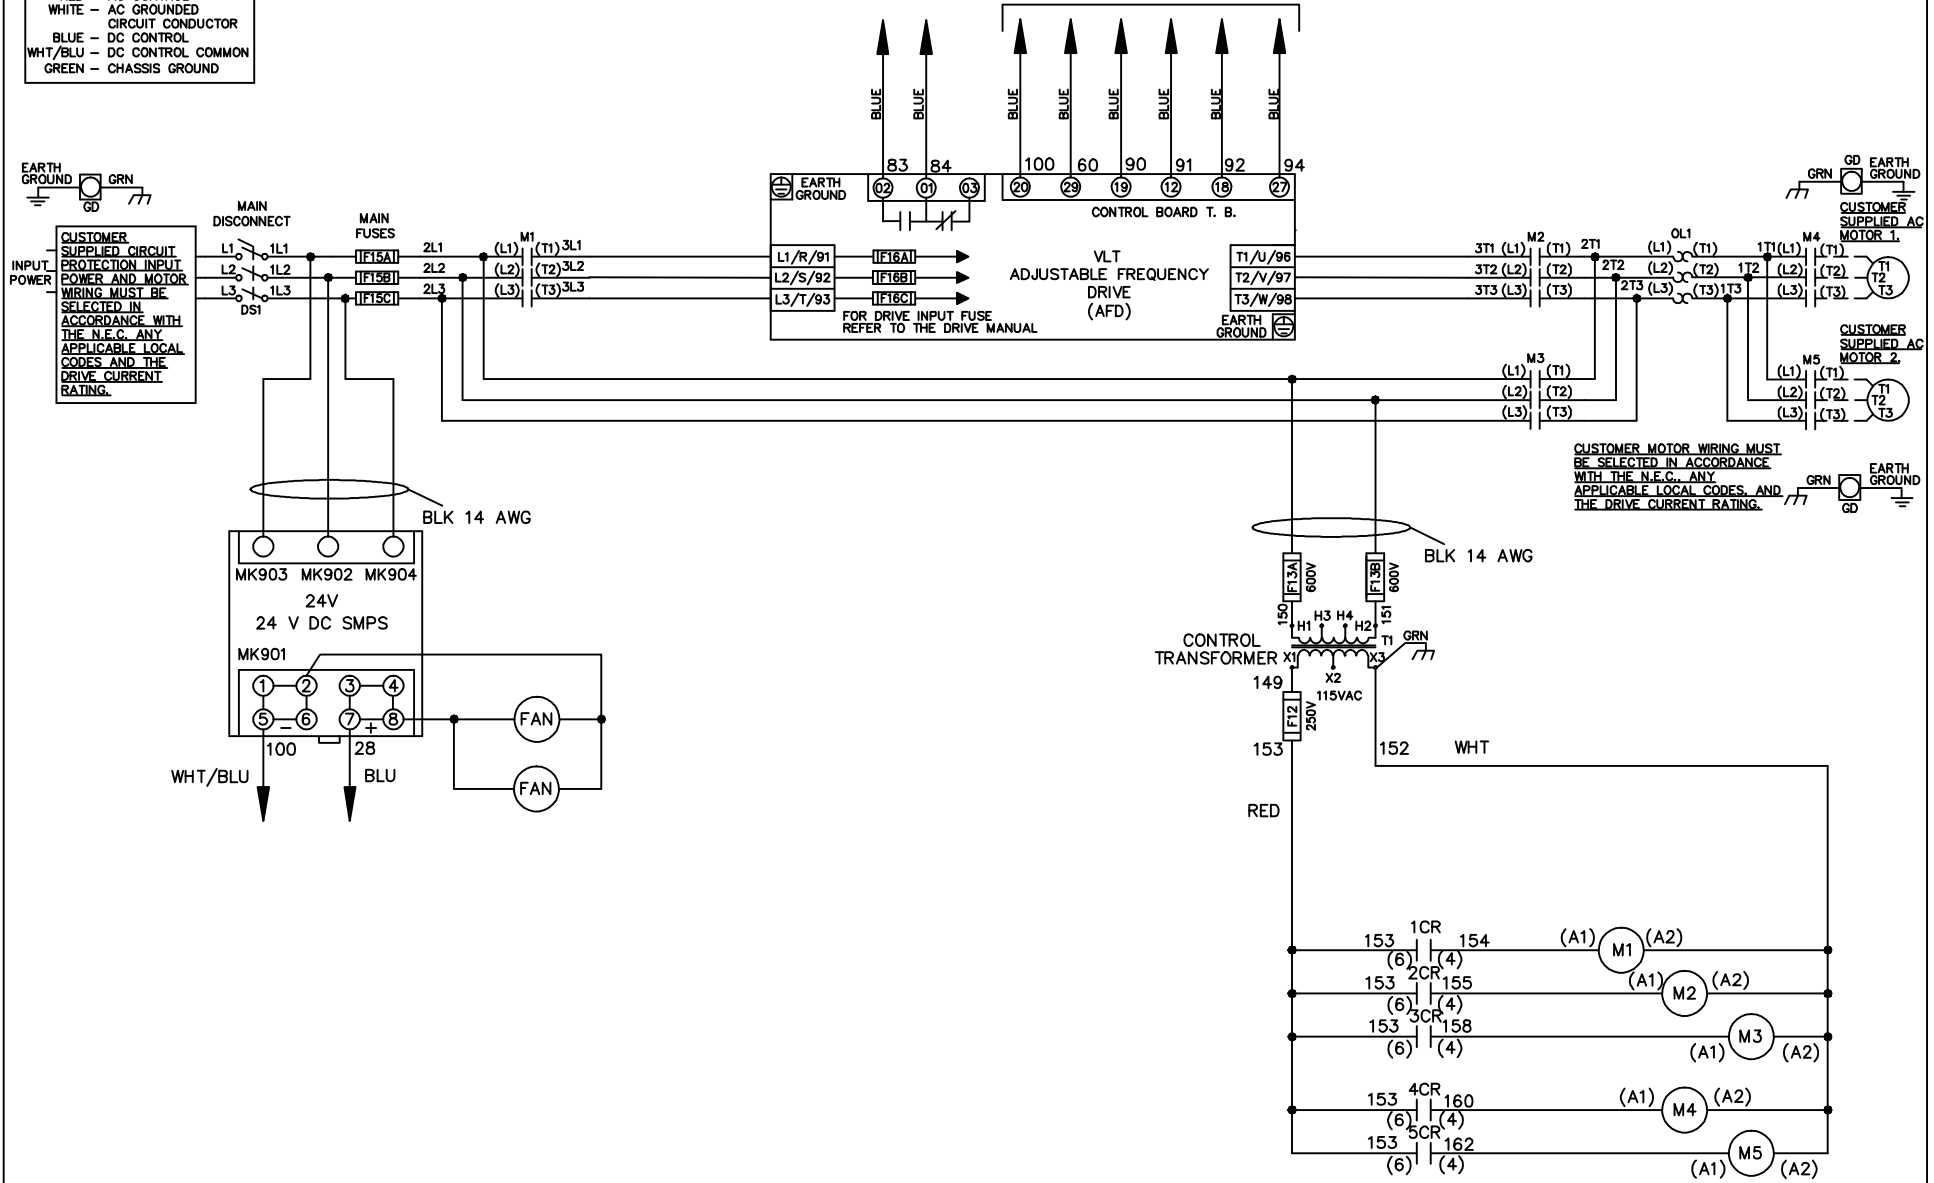 WHITE – AC GROUNDED
CIRCUIT CONDUCTOR
BLUE – DC CONTROL
WHT/BLU – DC CONTROL COMMON
GREEN – CHASSIS GROUND
BLUE BLUE BLUE BLUE BLUE BLUE BLUE BLUE
83 84 100 60 90 91 92 94
EARTH GROUND
02 01 03 20 29 19 12 18 27
CONTROL BOARD T. B.
EARTH
GROUND
GRN
GD
MAIN
DISCONNECT
MAIN
FUSES
INPUT
POWER
CUSTOMER
SUPPLIED CIRCUIT
PROTECTION INPUT
POWER AND MOTOR
WIRING MUST BE
SELECTED IN
ACCORDANCE WITH
THE N.E.C. ANY
APPLICABLE LOCAL
CODES AND THE
DRIVE CURRENT
RATING.
L1 1L1 F15A 2L1 (L1) M1 (T1) 3L1
L2 1L2 F15B 2L2 (L2) (T2) 3L2
L3 1L3 F15C 2L3 (L3) (T3) 3L3
DS1
L1/R/91 F16A
L2/S/92 F16B
L3/T/93 F16C
FOR DRIVE INPUT FUSE
REFER TO THE DRIVE MANUAL
VLT
ADJUSTABLE FREQUENCY
DRIVE
(AFD)
T1/U/96
T2/V/97
T3/W/98
EARTH
GROUND
M2 OL1 M4
3T1 (L1) (T1) 2T1 (L1) (T1) 1T1 (L1) (T1)
3T2 (L2) (T2) 2T2 (L2) (T2) 1T2 (L2) (T2)
3T3 (L3) (T3) 2T3 (L3) (T3) 1T3 (L3) (T3)
T1
T2
T3
GD EARTH
GRN GROUND
CUSTOMER
SUPPLIED AC
MOTOR 1.
CUSTOMER
SUPPLIED AC
MOTOR 2.
M3
(L1) (T1)
(L2) (T2)
(L3) (T3)
M5
(L1) (T1)
(L2) (T2)
(L3) (T3)
T1
T2
T3
CUSTOMER MOTOR WIRING MUST
BE SELECTED IN ACCORDANCE
WITH THE N.E.C., ANY
APPLICABLE LOCAL CODES, AND
THE DRIVE CURRENT RATING.
EARTH
GRN GROUND
GD
BLK 14 AWG
MK903 MK902 MK904
24V
24 V DC SMPS
MK901
1 2 3 4
5 – 6 7 + 8
FAN
FAN
100 28
WHT/BLU BLU
BLK 14 AWG
F13A 600V F13B 600V
150 151
H1 H3 H4 H2
T1
GRN
CONTROL
TRANSFORMER
X1 X2 X3
115VAC
149
F12 250V
153 152 WHT
RED
1CR
153 154 (A1) M1 (A2)
(6) (4)
2CR
153 155 (A1) M2 (A2)
(6) (4)
3CR
153 158 M3
(6) (4) (A1) (A2)
4CR
153 160 (A1) M4 (A2)
(6) (4)
5CR
153 162 M5
(6) (4) (A1) (A2)